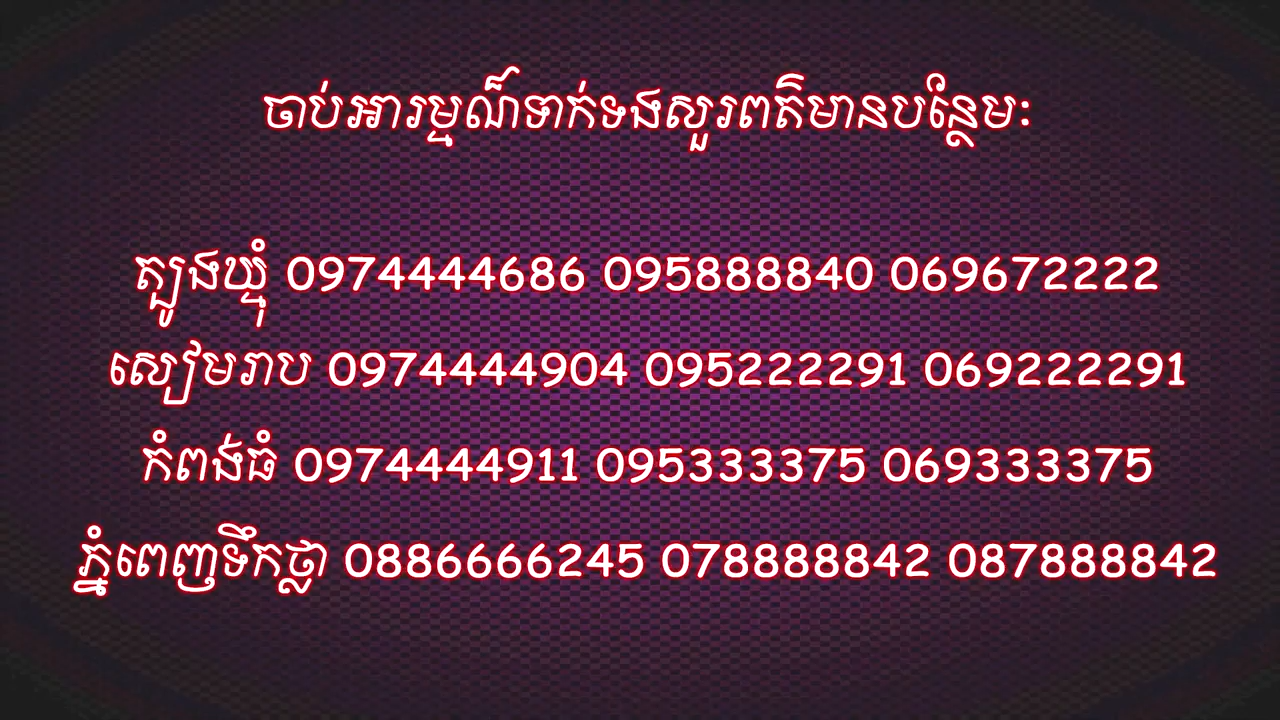 ចាប់អារម្មណ៍ទាក់ទងសួរពត៌មានបន្ថែម:
ត្បូងឃ្មុំ 0974444686 095888840 069672222
សៀមរាប 0974444904 095222291 069222291
កំពង់ធំ 0974444911 095333375 069333375
ភ្នំពេញទឹកថ្លា 0886666245 078888842 087888842